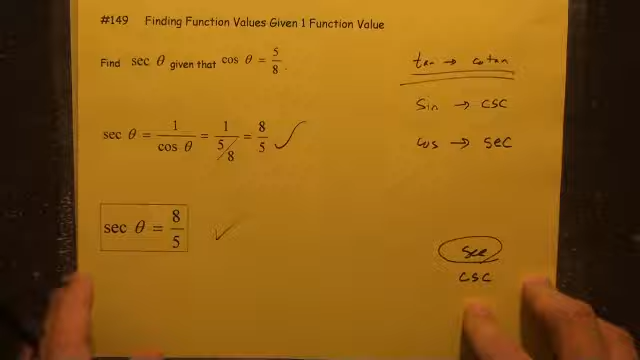 #149 Finding Function Values Given 1 Function Value
Find sec θ given that cos θ = 5/8.
sec θ = 1/cos θ = 1/(5/8) = 8/5 ✓
sec θ = 8/5 ✓
tan → cotan
sin → csc
cos → sec
sec
csc